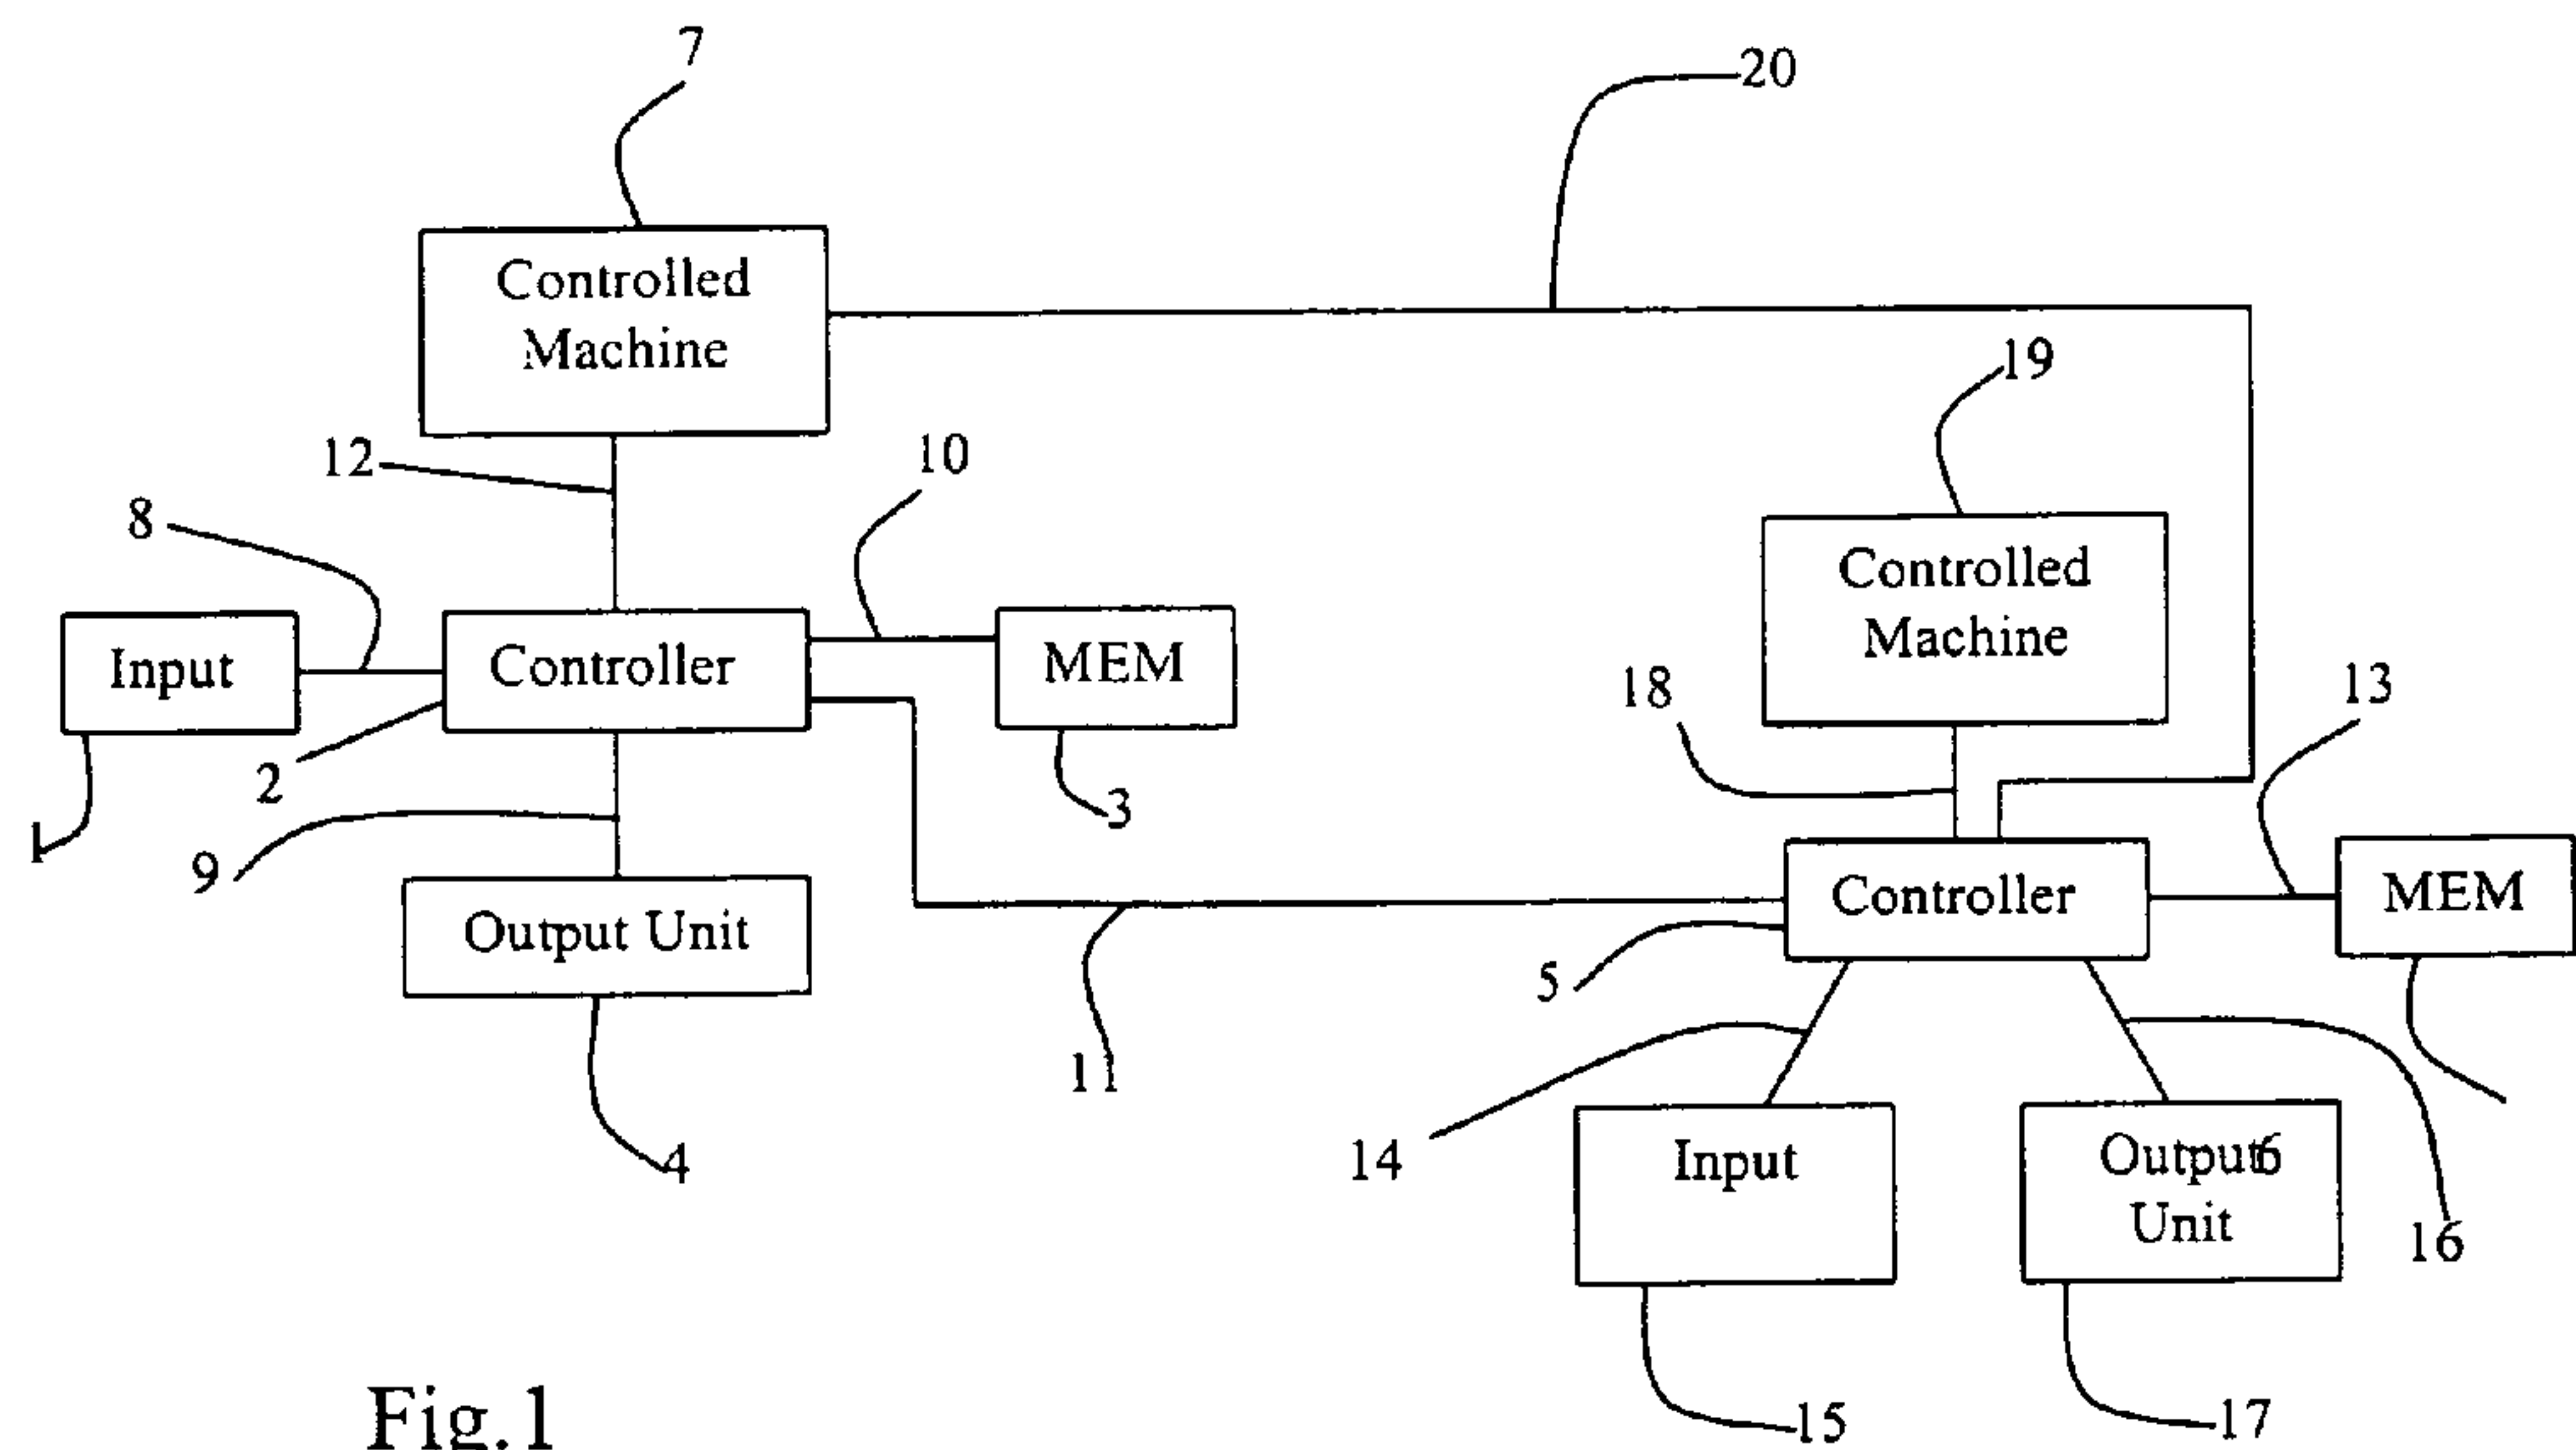 7
20
Controlled
Machine
19
12
10
8
Controlled
Machine
Input
Controller
MEM
18
13
2
3
1
9
Controller
MEM
Output Unit
5
11
14
Input
Output
6
Unit
16
4
15
17
Fig.1